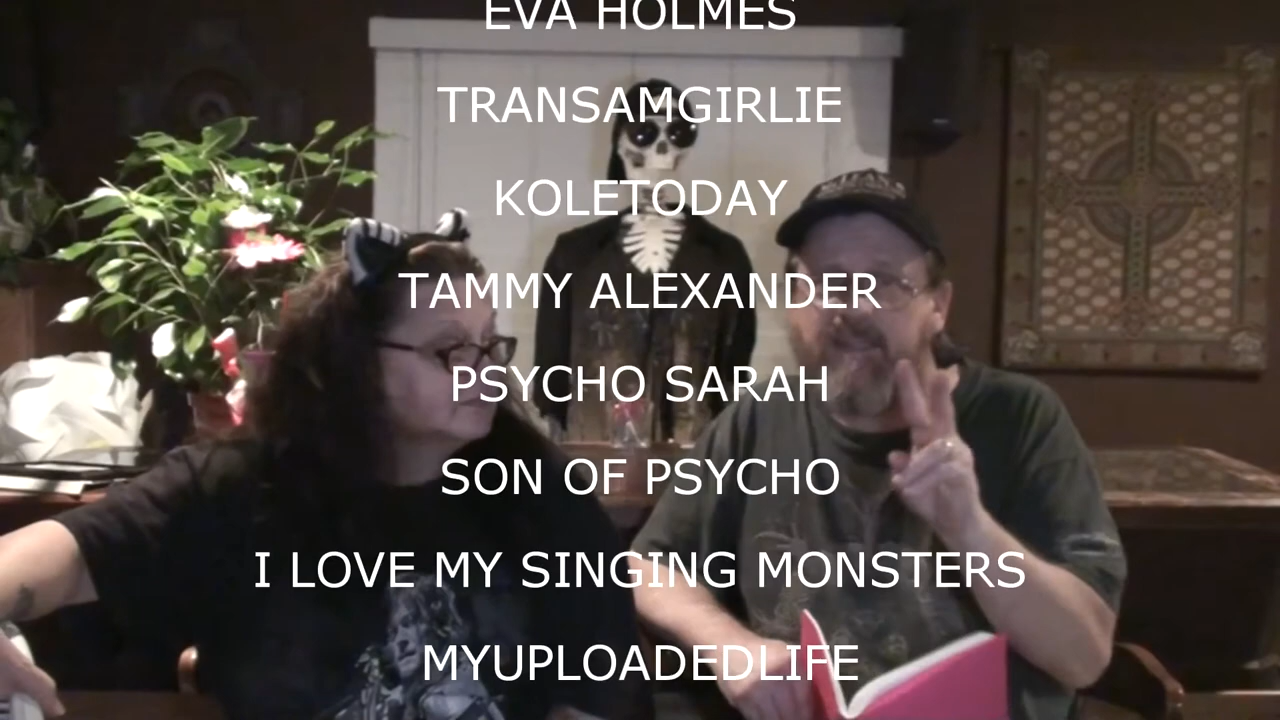 EVA HOLMES
TRANSAMGIRLIE
KOLETODAY
TAMMY ALEXANDER
PSYCHO SARAH
SON OF PSYCHO
I LOVE MY SINGING MONSTERS
MYUPLOADEDLIFE